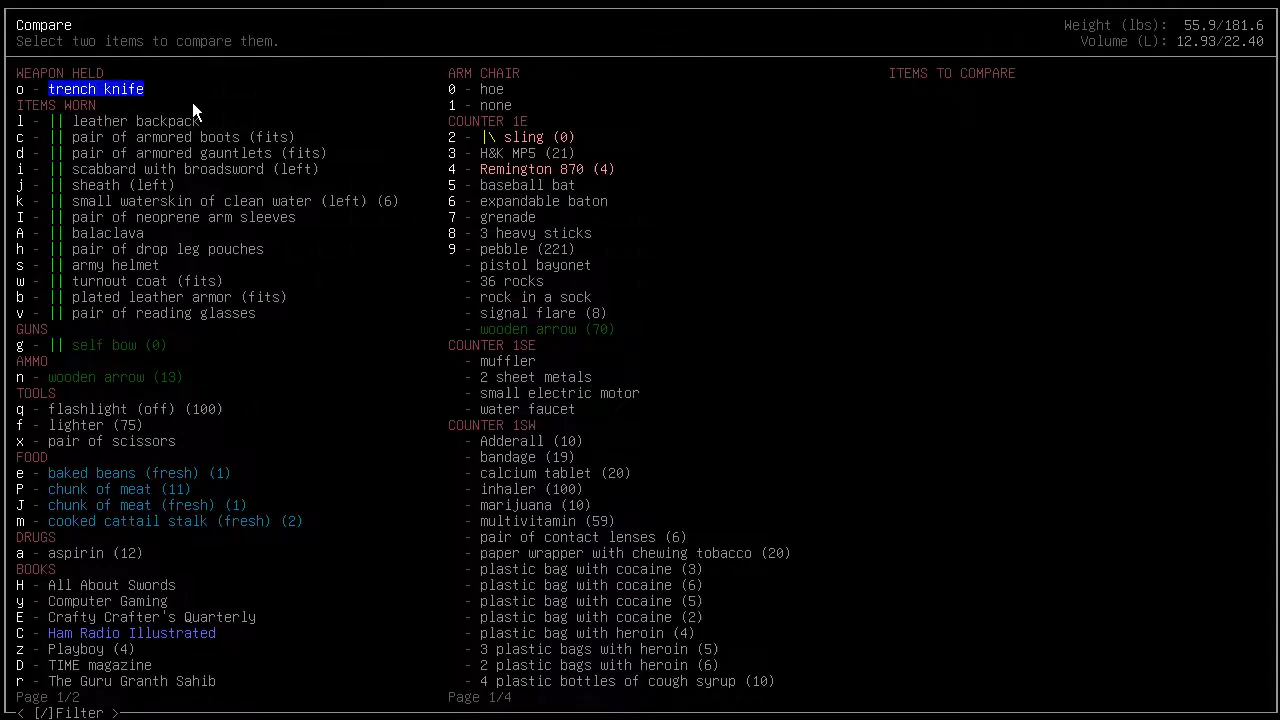 Compare
Select two items to compare them.
Weight (lbs): 55.9/181.6
Volume (L): 12.93/22.40
WEAPON HELD
o - trench knife
ITEMS WORN
l - || leather backpack
c - || pair of armored boots (fits)
d - || pair of armored gauntlets (fits)
i - || scabbard with broadsword (left)
j - || sheath (left)
k - || small waterskin of clean water (left) (6)
I - || pair of neoprene arm sleeves
A - || balaclava
h - || pair of drop leg pouches
s - || army helmet
w - || turnout coat (fits)
b - || plated leather armor (fits)
v - || pair of reading glasses
GUNS
g - || self bow (0)
AMMO
n - wooden arrow (13)
TOOLS
q - flashlight (off) (100)
f - lighter (75)
x - pair of scissors
FOOD
e - baked beans (fresh) (1)
P - chunk of meat (11)
J - chunk of meat (fresh) (1)
m - cooked cattail stalk (fresh) (2)
DRUGS
a - aspirin (12)
BOOKS
H - All About Swords
y - Computer Gaming
E - Crafty Crafter's Quarterly
C - Ham Radio Illustrated
z - Playboy (4)
D - TIME magazine
r - The Guru Granth Sahib
Page 1/2
ARM CHAIR
0 - hoe
1 - none
COUNTER 1E
2 - |\ sling (0)
3 - H&K MP5 (21)
4 - Remington 870 (4)
5 - baseball bat
6 - expandable baton
7 - grenade
8 - 3 heavy sticks
9 - pebble (221)
- pistol bayonet
- 36 rocks
- rock in a sock
- signal flare (8)
- wooden arrow (70)
COUNTER 1SE
- muffler
- 2 sheet metals
- small electric motor
- water faucet
COUNTER 1SW
- Adderall (10)
- bandage (19)
- calcium tablet (20)
- inhaler (100)
- marijuana (10)
- multivitamin (59)
- pair of contact lenses (6)
- paper wrapper with chewing tobacco (20)
- plastic bag with cocaine (3)
- plastic bag with cocaine (6)
- plastic bag with cocaine (5)
- plastic bag with cocaine (2)
- plastic bag with heroin (4)
- 3 plastic bags with heroin (5)
- 2 plastic bags with heroin (6)
- 4 plastic bottles of cough syrup (10)
Page 1/4
ITEMS TO COMPARE
< [/]Filter >